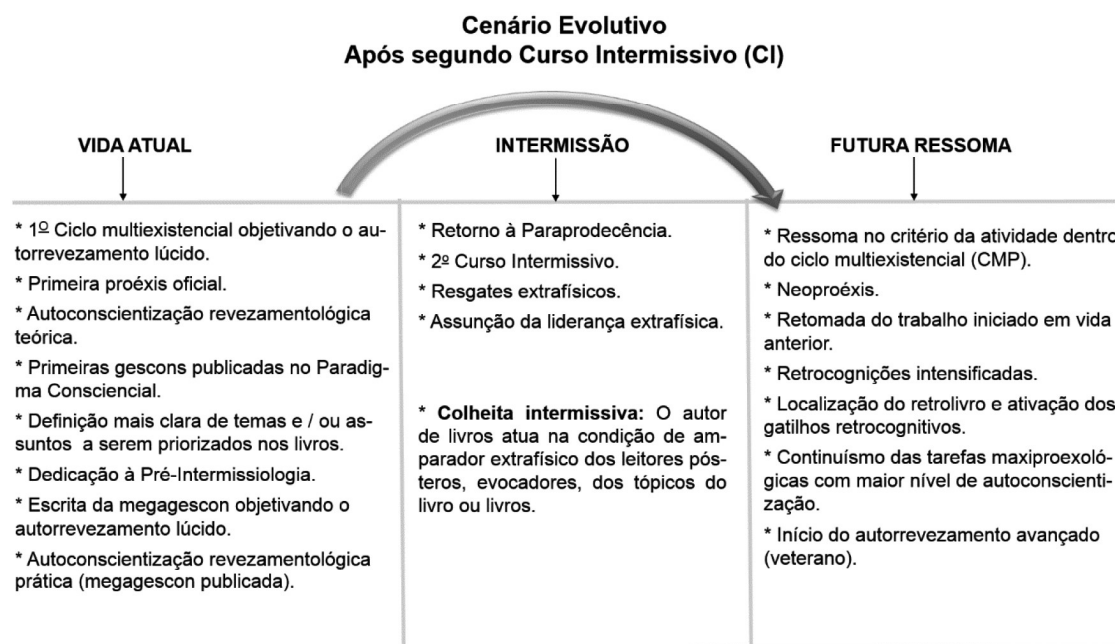 Cenário Evolutivo
Após segundo Curso Intermissivo (CI)
VIDA ATUAL
* 1º Ciclo multiexistencial objetivando o au-
torrevezamento lúcido.
* Primeira proéxis oficial.
* Autoconscientização revezamentológica
teórica.
* Primeiras gescons publicadas no Paradig-
ma Consciencial.
* Definição mais clara de temas e / ou as-
suntos a serem priorizados nos livros.
* Dedicação à Pré-Intermissiologia.
* Escrita da megagescon objetivando o
autorrevezamento lúcido.
* Autoconscientização revezamentológica
prática (megagescon publicada).
INTERMISSÃO
* Retorno à Paraprodecência.
* 2º Curso Intermissivo.
* Resgates extrafísicos.
* Assunção da liderança extrafísica.
* Colheita intermissiva: O autor
de livros atua na condição de am-
parador extrafísico dos leitores pós-
teros, evocadores, dos tópicos do
livro ou livros.
FUTURA RESSOMA
* Ressoma no critério da atividade dentro
do ciclo multiexistencial (CMP).
* Neoproéxis.
* Retomada do trabalho iniciado em vida
anterior.
* Retrocognições intensificadas.
* Localização do retrolivro e ativação dos
gatilhos retrocognitivos.
* Continuísmo das tarefas maxiproexoló-
gicas com maior nível de autoconscienti-
zação.
* Início do autorrevezamento avançado
(veterano).